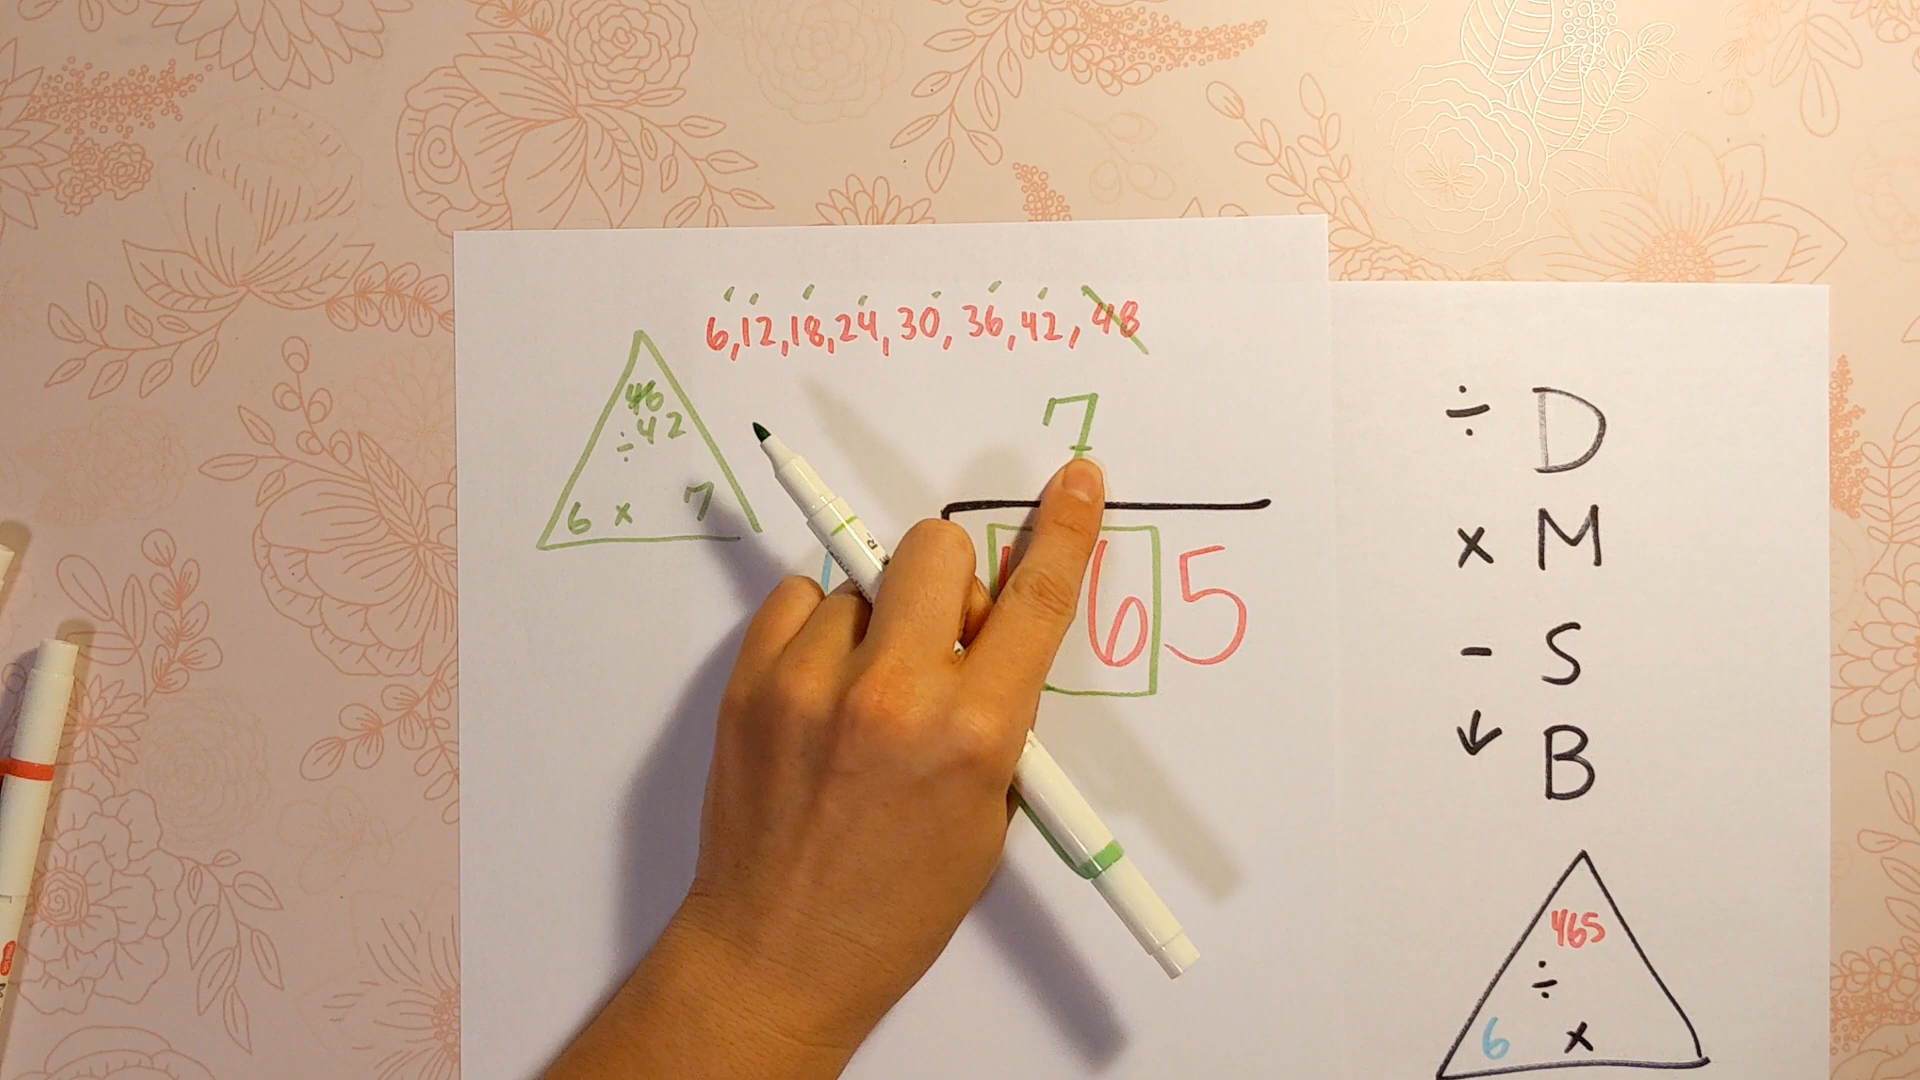 6,12,18,24,30,36,42,48
46
÷42
6 x 7
7
65
÷ D
x M
- S
↓ B
465
÷
6 x